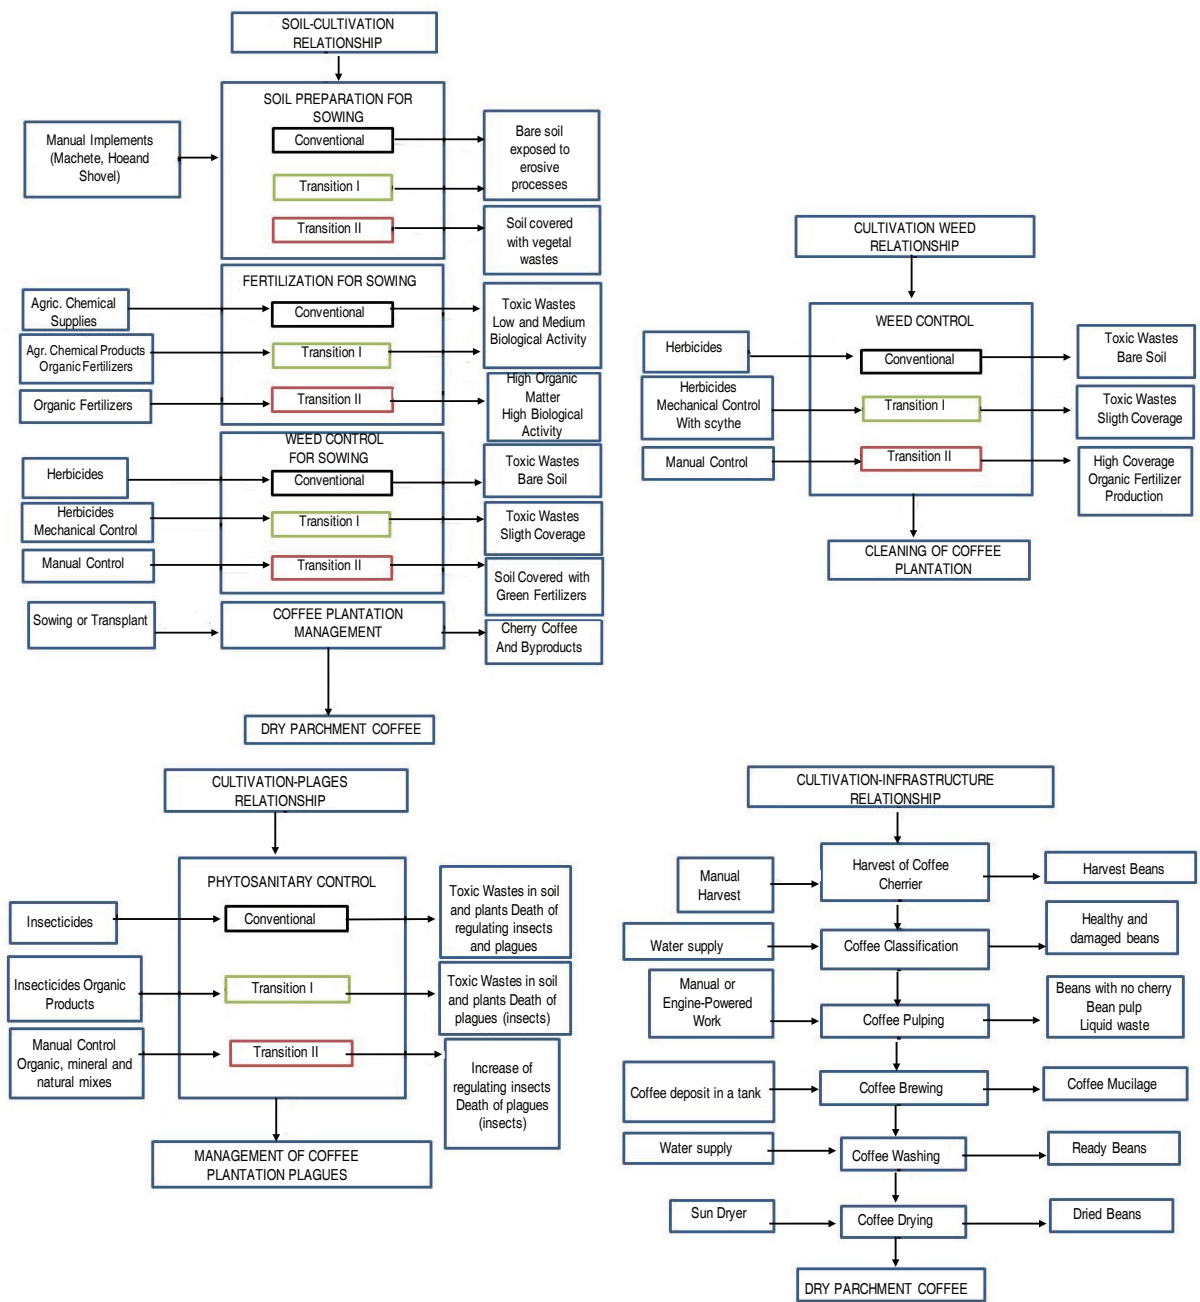 SOIL-CULTIVATION
RELATIONSHIP
SOIL PREPARATION FOR
SOWING
Manual Implements
(Machete, Hoeand
Shovel)
Conventional
Transition I
Transition II
Bare soil
exposed to
erosive
processes
Soil covered
with vegetal
wastes
FERTILIZATION FOR SOWING
Agric. Chemical
Supplies
Conventional
Toxic Wastes
Low and Medium
Biological Activity
Agr. Chemical Products
Organic Fertilizers
Transition I
Organic Fertilizers
Transition II
High Organic
Matter
High Biological
Activity
WEED CONTROL
FOR SOWING
Herbicides
Conventional
Toxic Wastes
Bare Soil
Herbicides
Mechanical Control
Transition I
Toxic Wastes
Sligth Coverage
Manual Control
Transition II
Soil Covered with
Green Fertilizers
Sowing or Transplant
COFFEE PLANTATION
MANAGEMENT
Cherry Coffee
And Byproducts
DRY PARCHMENT COFFEE
CULTIVATION WEED
RELATIONSHIP
WEED CONTROL
Herbicides
Conventional
Toxic Wastes
Bare Soil
Herbicides
Mechanical Control
With scythe
Transition I
Toxic Wastes
Sligth Coverage
Manual Control
Transition II
High Coverage
Organic Fertilizer
Production
CLEANING OF COFFEE
PLANTATION
CULTIVATION-PLAGES
RELATIONSHIP
PHYTOSANITARY CONTROL
Insecticides
Conventional
Toxic Wastes in soil
and plants Death of
regulating insects
and plagues
Insecticides Organic
Products
Transition I
Toxic Wastes in soil
and plants Death of
plagues (insects)
Manual Control
Organic, mineral and
natural mixes
Transition II
Increase of
regulating insects
Death of plagues
(insects)
MANAGEMENT OF COFFEE
PLANTATION PLAGUES
CULTIVATION-INFRASTRUCTURE
RELATIONSHIP
Manual
Harvest
Harvest of Coffee
Cherrier
Harvest Beans
Water supply
Coffee Classification
Healthy and
damaged beans
Manual or
Engine-Powered
Work
Coffee Pulping
Beans with no cherry
Bean pulp
Liquid waste
Coffee deposit in a tank
Coffee Brewing
Coffee Mucilage
Water supply
Coffee Washing
Ready Beans
Sun Dryer
Coffee Drying
Dried Beans
DRY PARCHMENT COFFEE